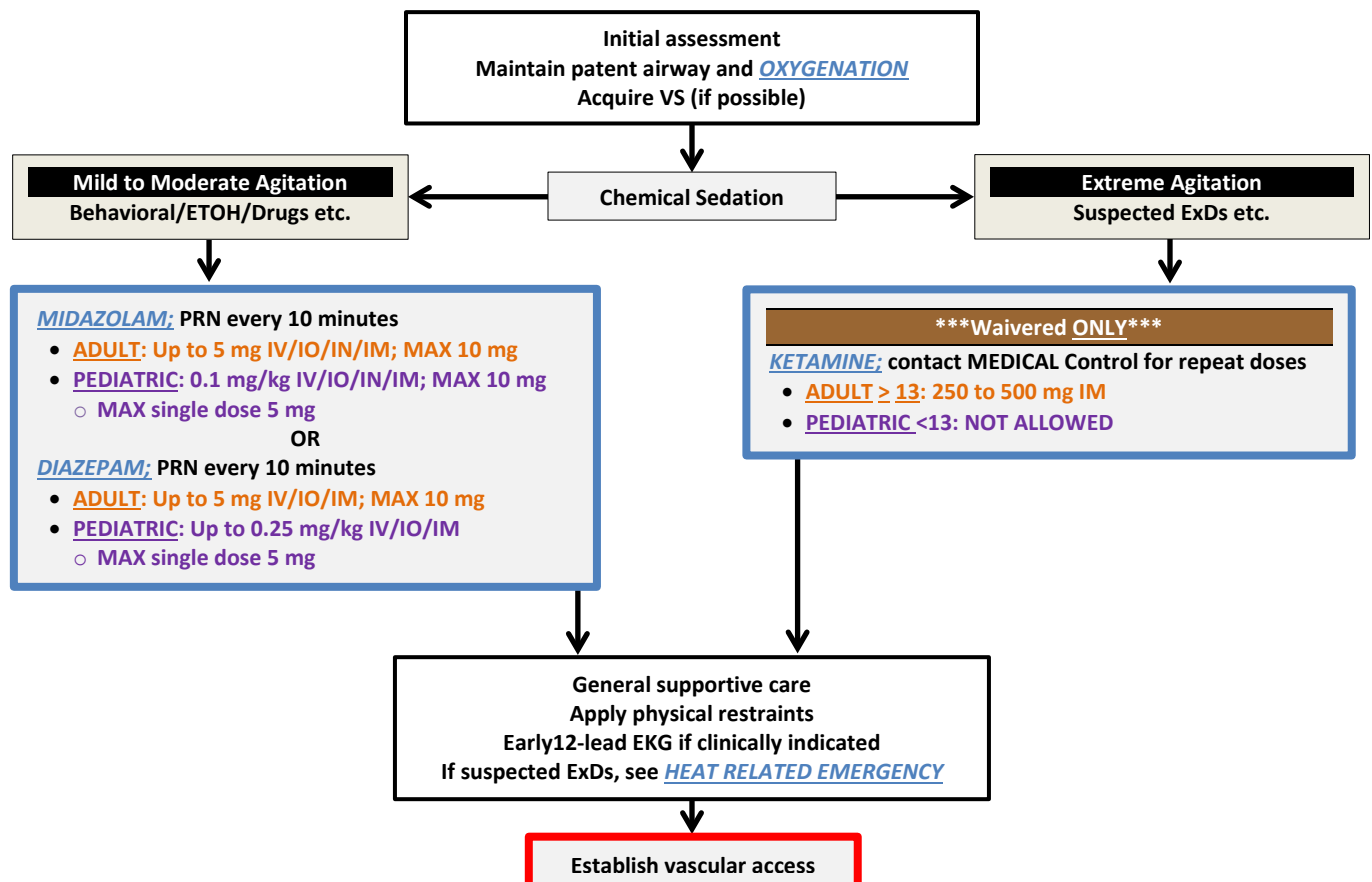 Initial assessment
Maintain patent airway and OXYGENATION
Acquire VS (if possible)
Mild to Moderate Agitation
Behavioral/ETOH/Drugs etc.
Chemical Sedation
Extreme Agitation
Suspected ExDs etc.
MIDAZOLAM; PRN every 10 minutes
• ADULT: Up to 5 mg IV/IO/IN/IM; MAX 10 mg
• PEDIATRIC: 0.1 mg/kg IV/IO/IN/IM; MAX 10 mg
○ MAX single dose 5 mg
OR
DIAZEPAM; PRN every 10 minutes
• ADULT: Up to 5 mg IV/IO/IM; MAX 10 mg
• PEDIATRIC: Up to 0.25 mg/kg IV/IO/IM
○ MAX single dose 5 mg
***Waivered ONLY***
KETAMINE; contact MEDICAL Control for repeat doses
• ADULT > 13: 250 to 500 mg IM
• PEDIATRIC <13: NOT ALLOWED
General supportive care
Apply physical restraints
Early12-lead EKG if clinically indicated
If suspected ExDs, see HEAT RELATED EMERGENCY
Establish vascular access